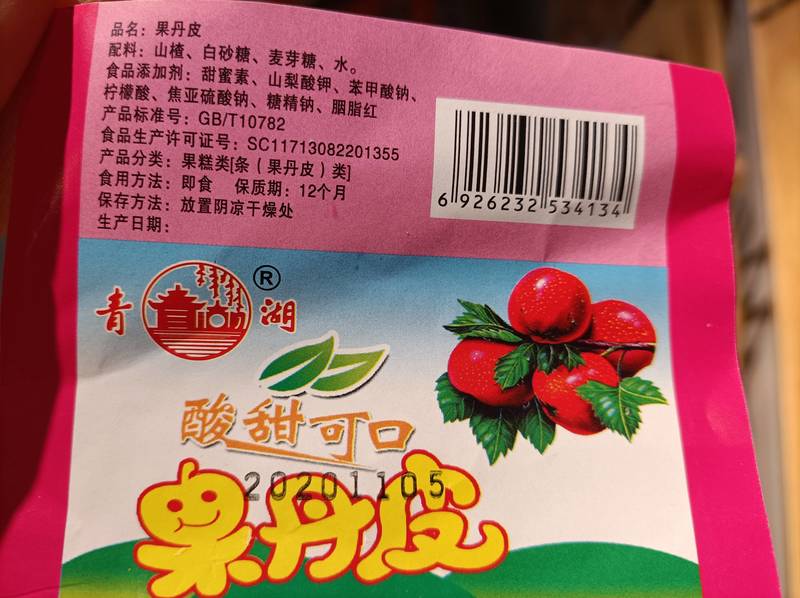 品名：果丹皮
配料：山楂、白砂糖、麦芽糖、水。
食品添加剂：甜蜜素、山梨酸钾、苯甲酸钠、
柠檬酸、焦亚硫酸钠、糖精钠、胭脂红
产品标准号：GB/T10782
食品生产许可证号：SC11713082201355
产品分类：果糕类[条（果丹皮）类]
食用方法：即食 保质期：12个月
保存方法：放置阴凉干燥处
生产日期：
6 926232 534134
青湖®
酸甜可口
20201105
果丹皮